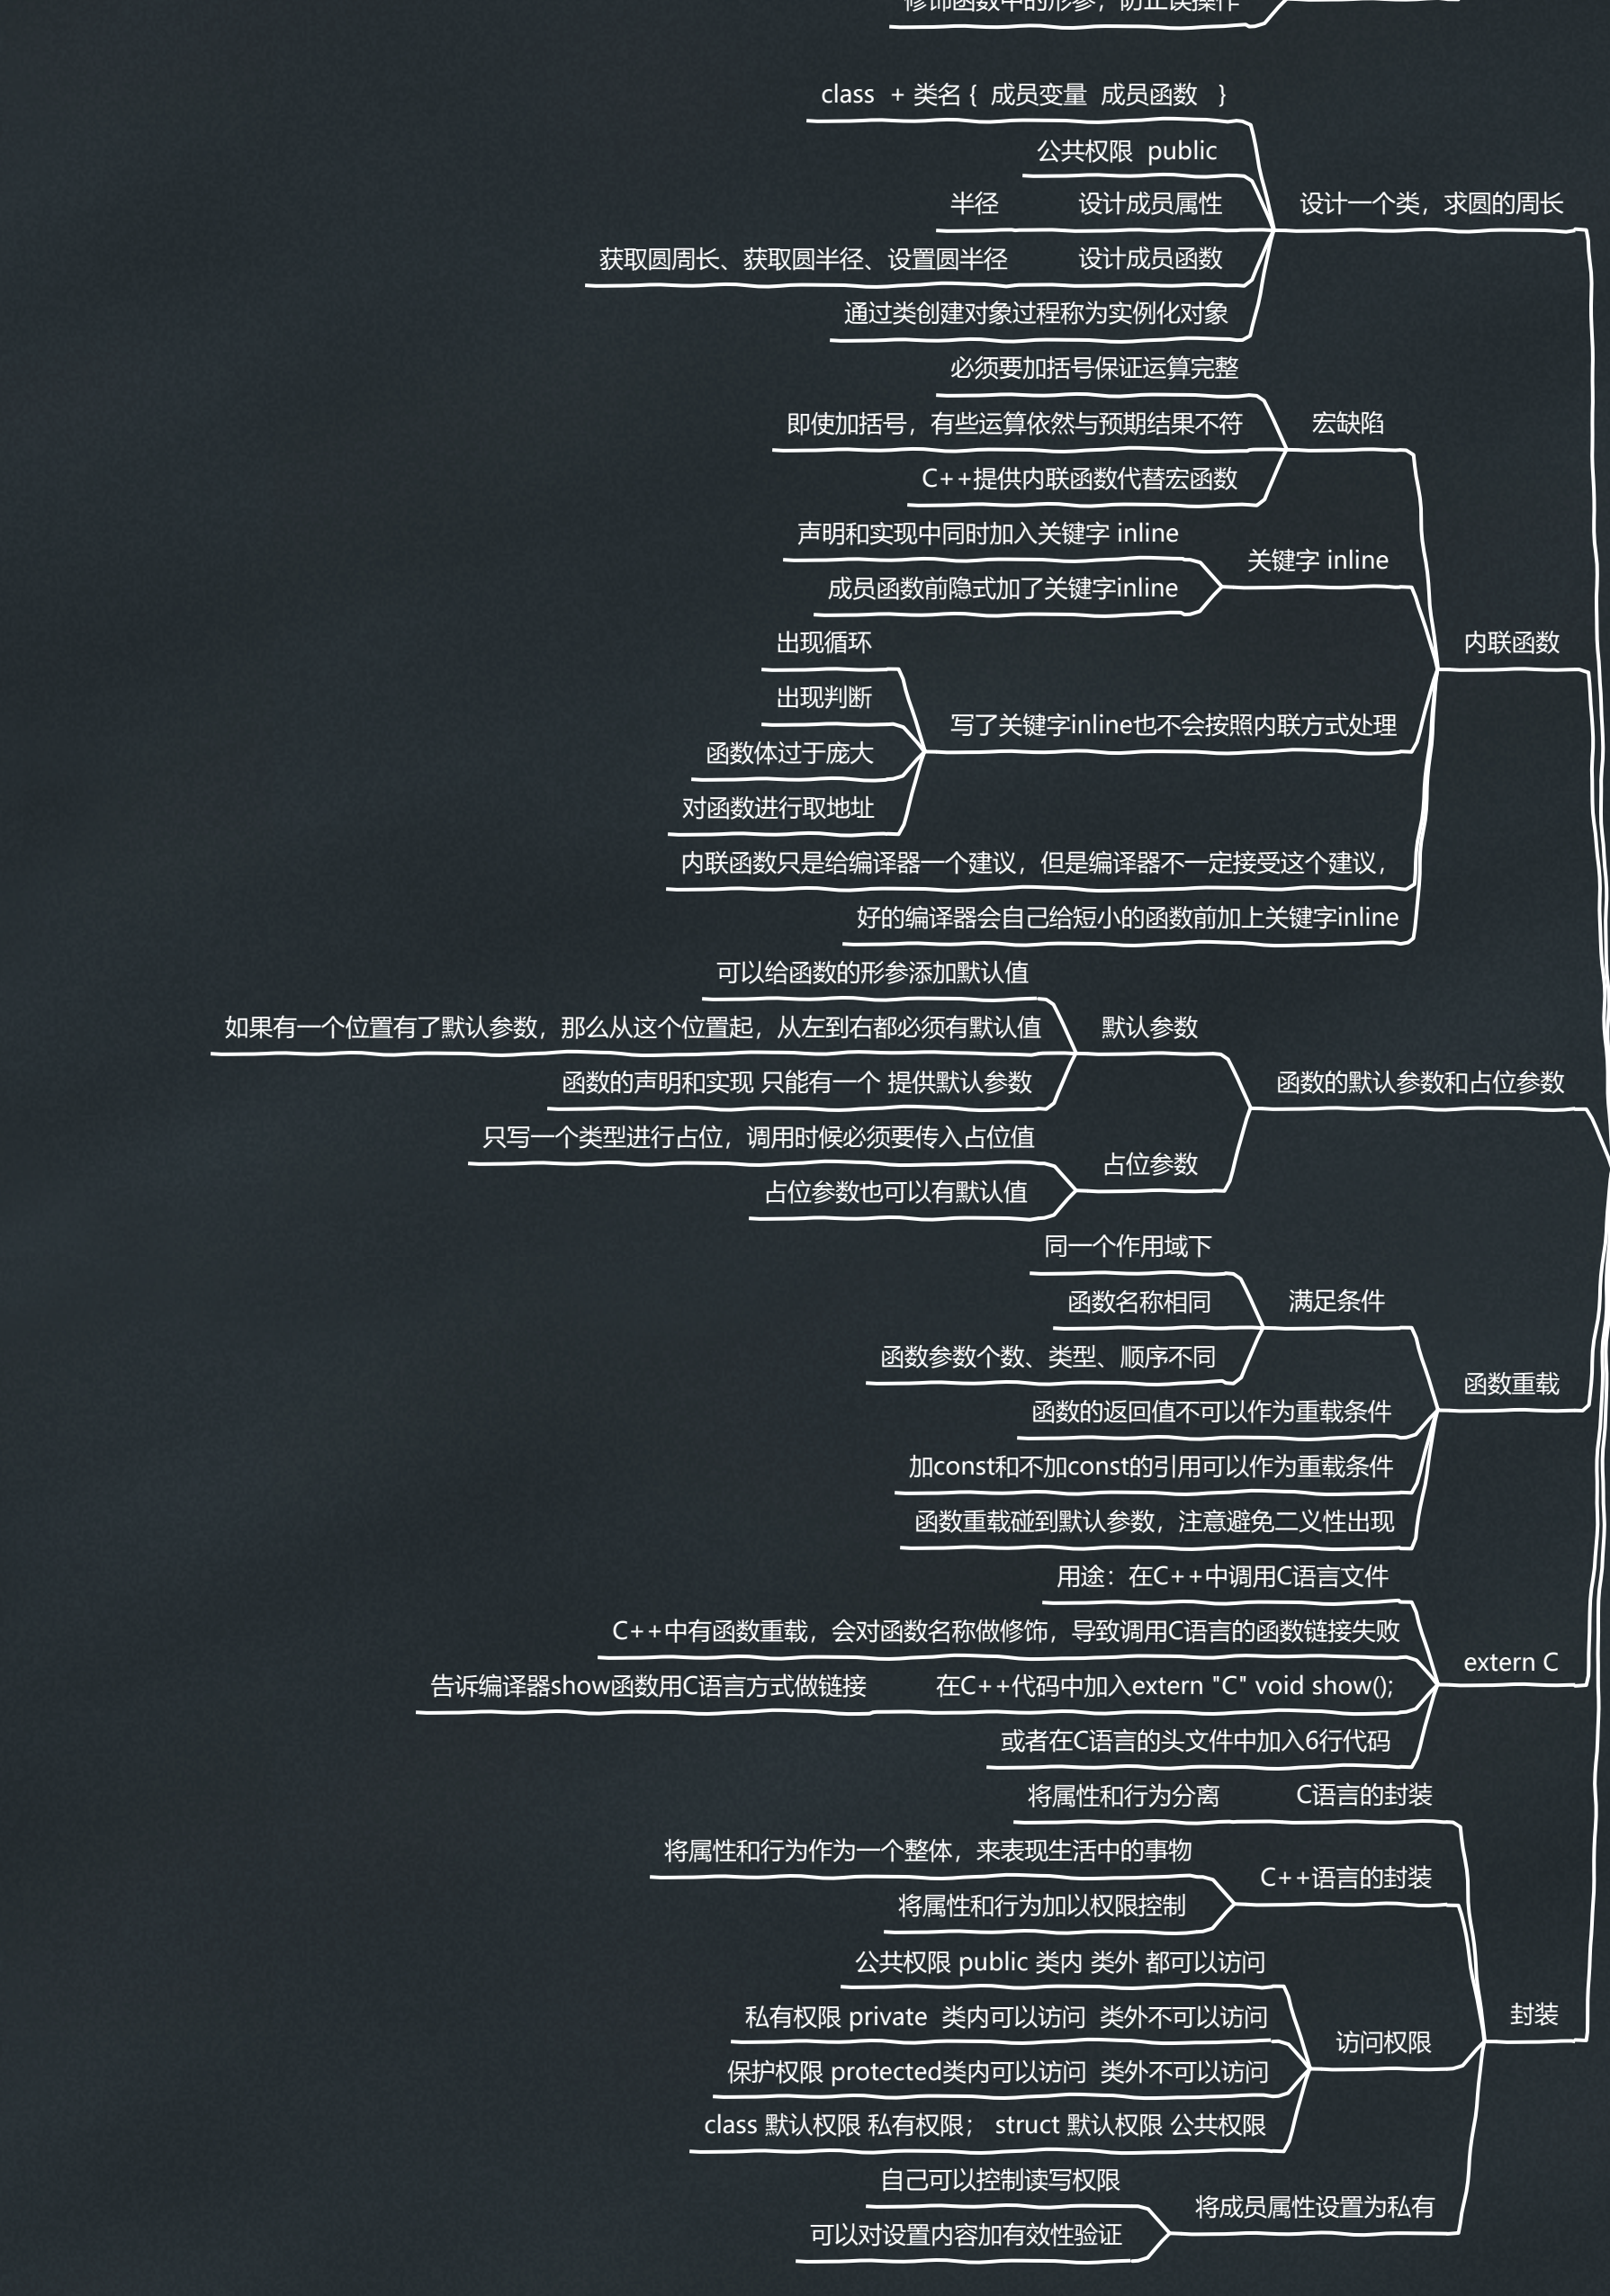 修饰函数中的形参，防止误操作
class  + 类名 {  成员变量  成员函数   }
公共权限  public
半径 设计成员属性 设计一个类，求圆的周长
获取圆周长、获取圆半径、设置圆半径 设计成员函数
通过类创建对象过程称为实例化对象
必须要加括号保证运算完整
即使加括号，有些运算依然与预期结果不符 宏缺陷
C++提供内联函数代替宏函数
声明和实现中同时加入关键字 inline
关键字 inline
成员函数前隐式加了关键字inline
出现循环 内联函数
出现判断
写了关键字inline也不会按照内联方式处理
函数体过于庞大
对函数进行取地址
内联函数只是给编译器一个建议，但是编译器不一定接受这个建议，
好的编译器会自己给短小的函数前加上关键字inline
可以给函数的形参添加默认值
如果有一个位置有了默认参数，那么从这个位置起，从左到右都必须有默认值 默认参数
函数的声明和实现 只能有一个 提供默认参数 函数的默认参数和占位参数
只写一个类型进行占位，调用时候必须要传入占位值
占位参数
占位参数也可以有默认值
同一个作用域下
函数名称相同 满足条件
函数参数个数、类型、顺序不同
函数重载
函数的返回值不可以作为重载条件
加const和不加const的引用可以作为重载条件
函数重载碰到默认参数，注意避免二义性出现
用途：在C++中调用C语言文件
C++中有函数重载，会对函数名称做修饰，导致调用C语言的函数链接失败
extern C
告诉编译器show函数用C语言方式做链接 在C++代码中加入extern "C" void show();
或者在C语言的头文件中加入6行代码
将属性和行为分离 C语言的封装
将属性和行为作为一个整体，来表现生活中的事物
C++语言的封装
将属性和行为加以权限控制
公共权限 public 类内 类外 都可以访问
私有权限 private  类内可以访问  类外不可以访问 封装
访问权限
保护权限 protected类内可以访问  类外不可以访问
class 默认权限 私有权限； struct 默认权限 公共权限
自己可以控制读写权限
将成员属性设置为私有
可以对设置内容加有效性验证